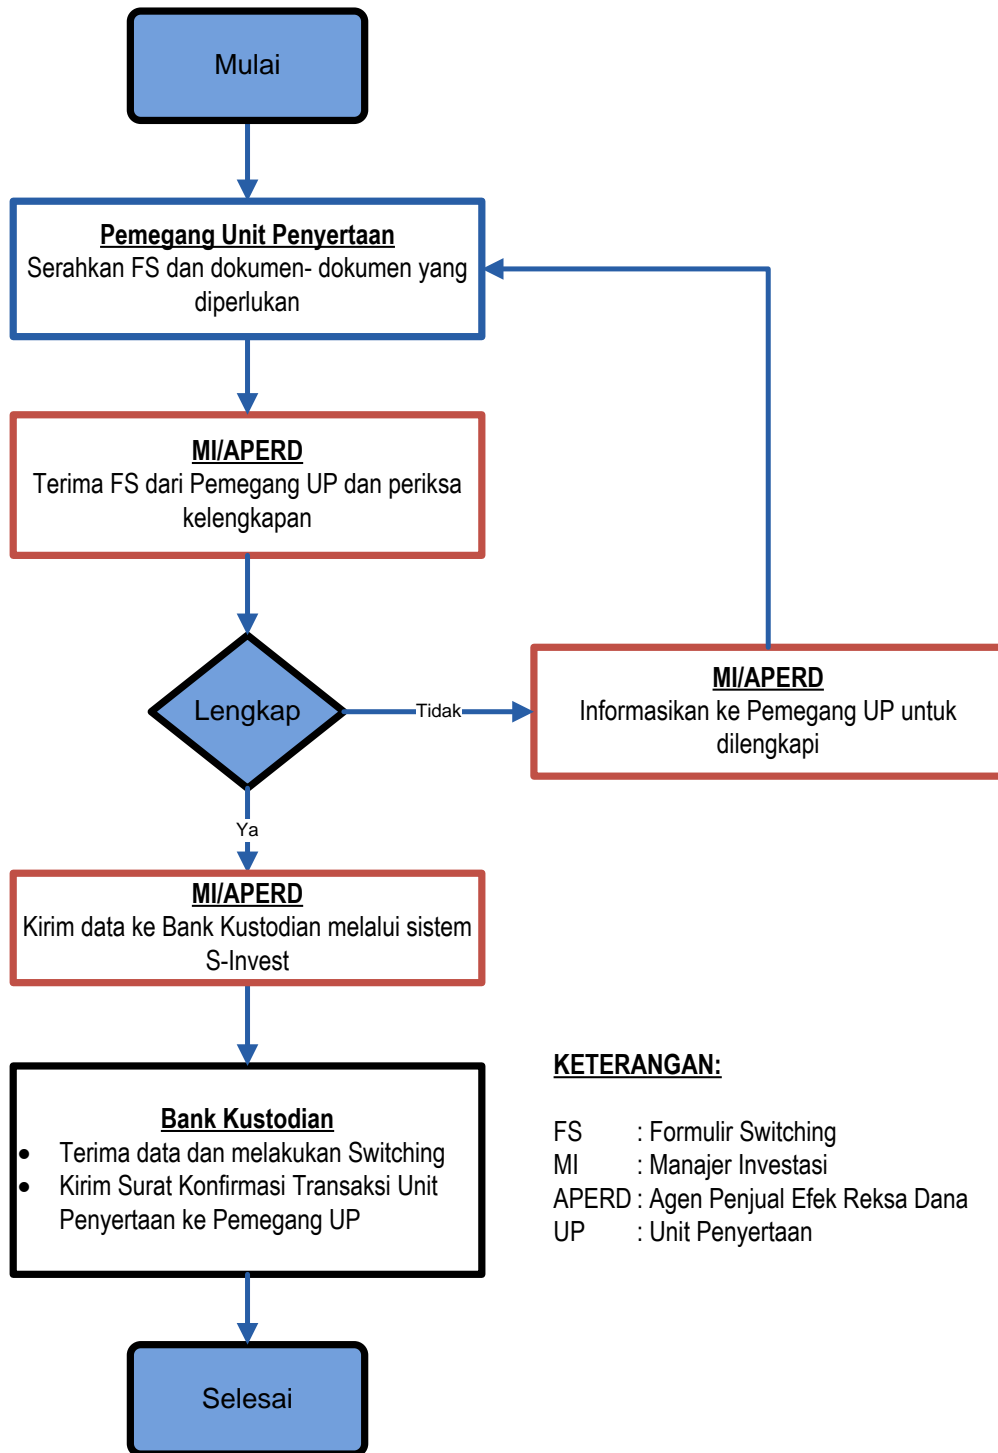 Mulai
Pemegang Unit Penyertaan
Serahkan FS dan dokumen- dokumen yang
diperlukan
MI/APERD
Terima FS dari Pemegang UP dan periksa
kelengkapan
Lengkap
Tidak
MI/APERD
Informasikan ke Pemegang UP untuk
dilengkapi
Ya
MI/APERD
Kirim data ke Bank Kustodian melalui sistem
S-Invest
Bank Kustodian
• Terima data dan melakukan Switching
• Kirim Surat Konfirmasi Transaksi Unit
Penyertaan ke Pemegang UP
KETERANGAN:
FS : Formulir Switching
MI : Manajer Investasi
APERD : Agen Penjual Efek Reksa Dana
UP : Unit Penyertaan
Selesai